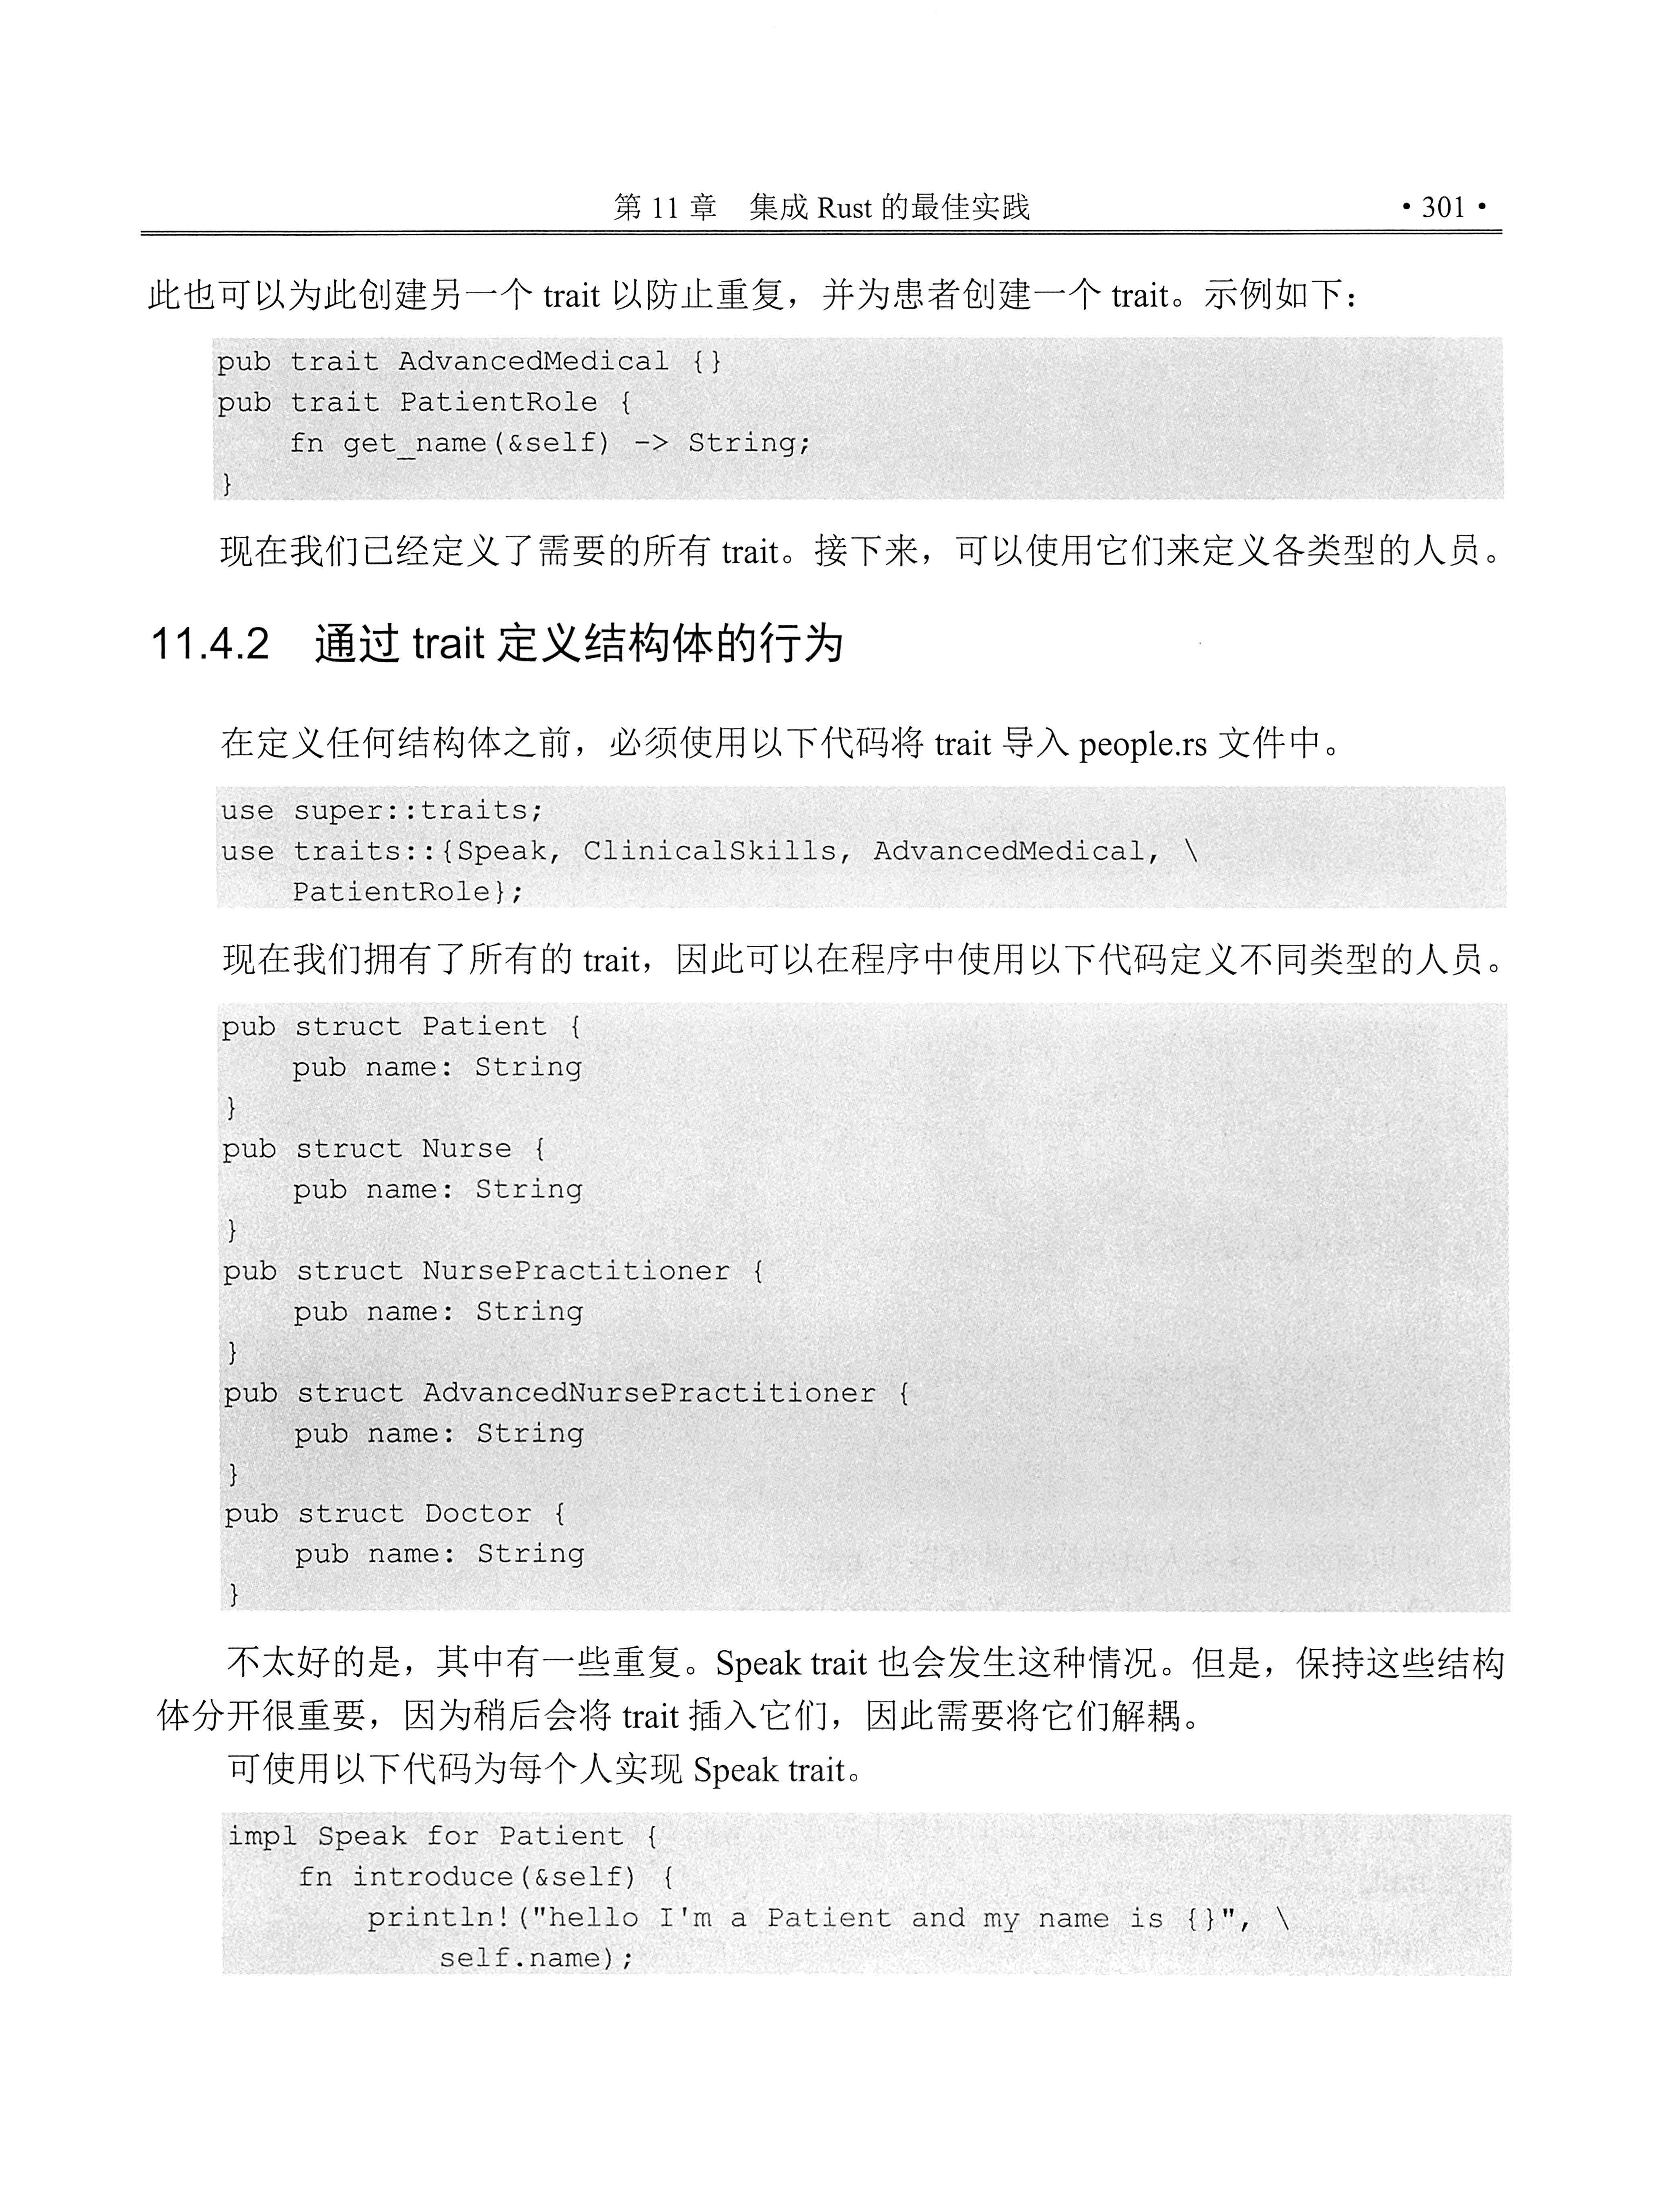 第 11 章　集成 Rust 的最佳实践　• 301 •
此也可以为此创建另一个 trait 以防止重复，并为患者创建一个 trait。示例如下：
pub trait AdvancedMedical {}
pub trait PatientRole {
    fn get_name(&self) -> String;
}
现在我们已经定义了需要的所有 trait。接下来，可以使用它们来定义各类型的人员。
11.4.2　通过 trait 定义结构体的行为
在定义任何结构体之前，必须使用以下代码将 trait 导入 people.rs 文件中。
use super::traits;
use traits::{Speak, ClinicalSkills, AdvancedMedical, \
    PatientRole};
现在我们拥有了所有的 trait，因此可以在程序中使用以下代码定义不同类型的人员。
pub struct Patient {
    pub name: String
}
pub struct Nurse {
    pub name: String
}
pub struct NursePractitioner {
    pub name: String
}
pub struct AdvancedNursePractitioner {
    pub name: String
}
pub struct Doctor {
    pub name: String
}
不太好的是，其中有一些重复。Speak trait 也会发生这种情况。但是，保持这些结构
体分开很重要，因为稍后会将 trait 插入它们，因此需要将它们解耦。
可使用以下代码为每个人实现 Speak trait。
impl Speak for Patient {
    fn introduce(&self) {
        println!("hello I'm a Patient and my name is {}", \
            self.name);